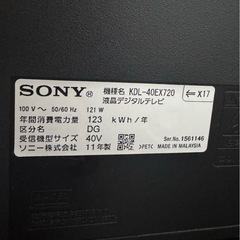 SONY® 機種名 KDL-40EX720
液晶デジタルテレビ
X17
100 V～ 50/60 Hz 121 W
年間消費電力量 123 kWh/年
区分名 DG
受信機型サイズ 40V
ソニー株式会社 11年製
Ser.No. 1561146
PETC MADE IN MALAYSIA